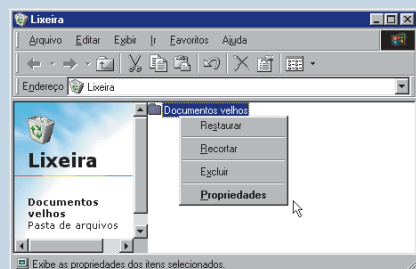 Lixeira
Arquivo Editar Exibir Ir Favoritos Ajuda
Endereço Lixeira
Documentos velhos
Restaurar
Recortar
Excluir
Propriedades
Lixeira
Documentos
velhos
Pasta de arquivos
Exibe as propriedades dos itens selecionados.